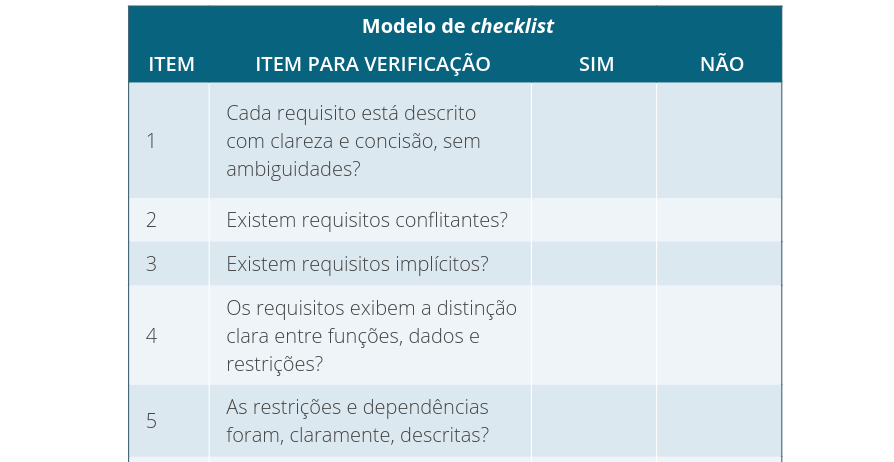 Modelo de checklist
ITEM ITEM PARA VERIFICAÇÃO SIM NÃO
1 Cada requisito está descrito
com clareza e concisão, sem
ambiguidades?
2 Existem requisitos conflitantes?
3 Existem requisitos implícitos?
4 Os requisitos exibem a distinção
clara entre funções, dados e
restrições?
5 As restrições e dependências
foram, claramente, descritas?